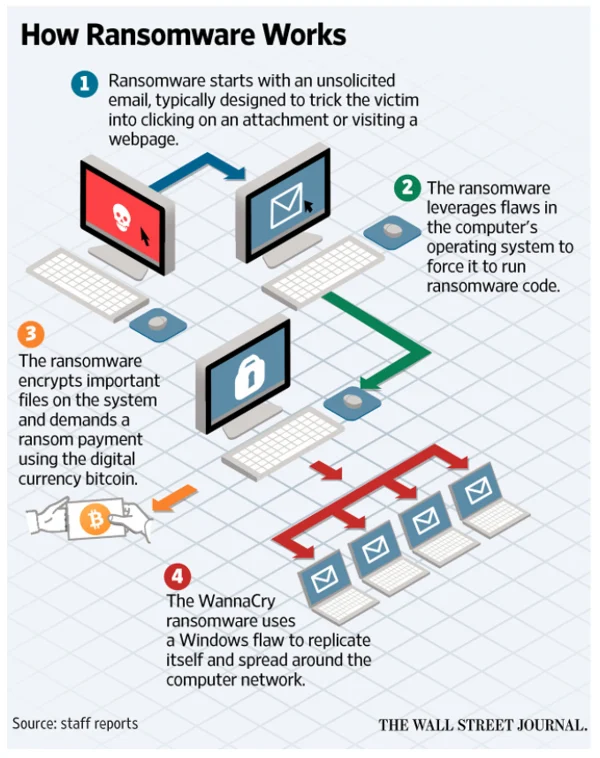 How Ransomware Works
1
Ransomware starts with an unsolicited
email, typically designed to trick the victim
into clicking on an attachment or visiting a
webpage.
2
The ransomware
leverages flaws in
the computer's
operating system to
force it to run
ransomware code.
3
The ransomware
encrypts important
files on the system
and demands a
ransom payment
using the digital
currency bitcoin.
4
The WannaCry
ransomware uses
a Windows flaw to replicate
itself and spread around the
computer network.
Source: staff reports
THE WALL STREET JOURNAL.